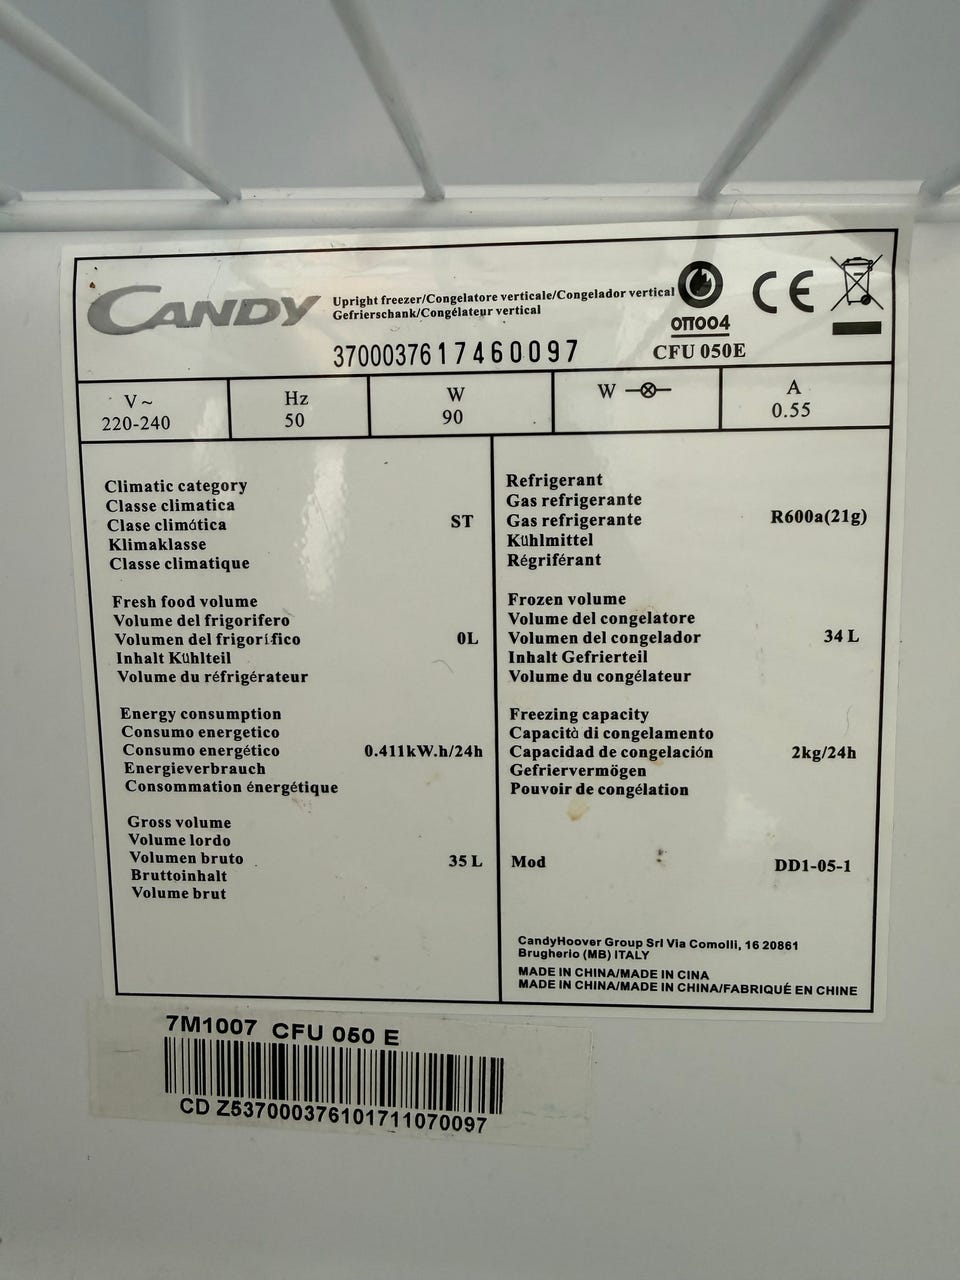 CANDY
Upright freezer/Congelatore verticale/Congelador vertical
Gefrierschank/Congélateur vertical
OΠ004
CE
3700037617460097
CFU 050E
V~
220-240
Hz
50
W
90
W
A
0.55
Climatic category
Classe climatica
Clase climática
Klimaklasse
Classe climatique
ST
Refrigerant
Gas refrigerante
Gas refrigerante
Kühlmittel
Régriférant
R600a(21g)
Fresh food volume
Volume del frigorifero
Volumen del frigorífico
Inhalt Kühlteil
Volume du réfrigérateur
0L
Frozen volume
Volume del congelatore
Volumen del congelador
Inhalt Gefrierteil
Volume du congélateur
34 L
Energy consumption
Consumo energetico
Consumo energético
Energieverbrauch
Consommation énergétique
0.411kW.h/24h
Freezing capacity
Capacità di congelamento
Capacidad de congelación
Gefriervermögen
Pouvoir de congélation
2kg/24h
Gross volume
Volume lordo
Volumen bruto
Bruttoinhalt
Volume brut
35 L
Mod
DD1-05-1
CandyHoover Group Srl Via Comolli, 16 20861
Brugherio (MB) ITALY
MADE IN CHINA/MADE IN CINA
MADE IN CHINA/MADE IN CHINA/FABRIQUÉ EN CHINE
7M1007 CFU 050 E
CD Z537000376101711070097